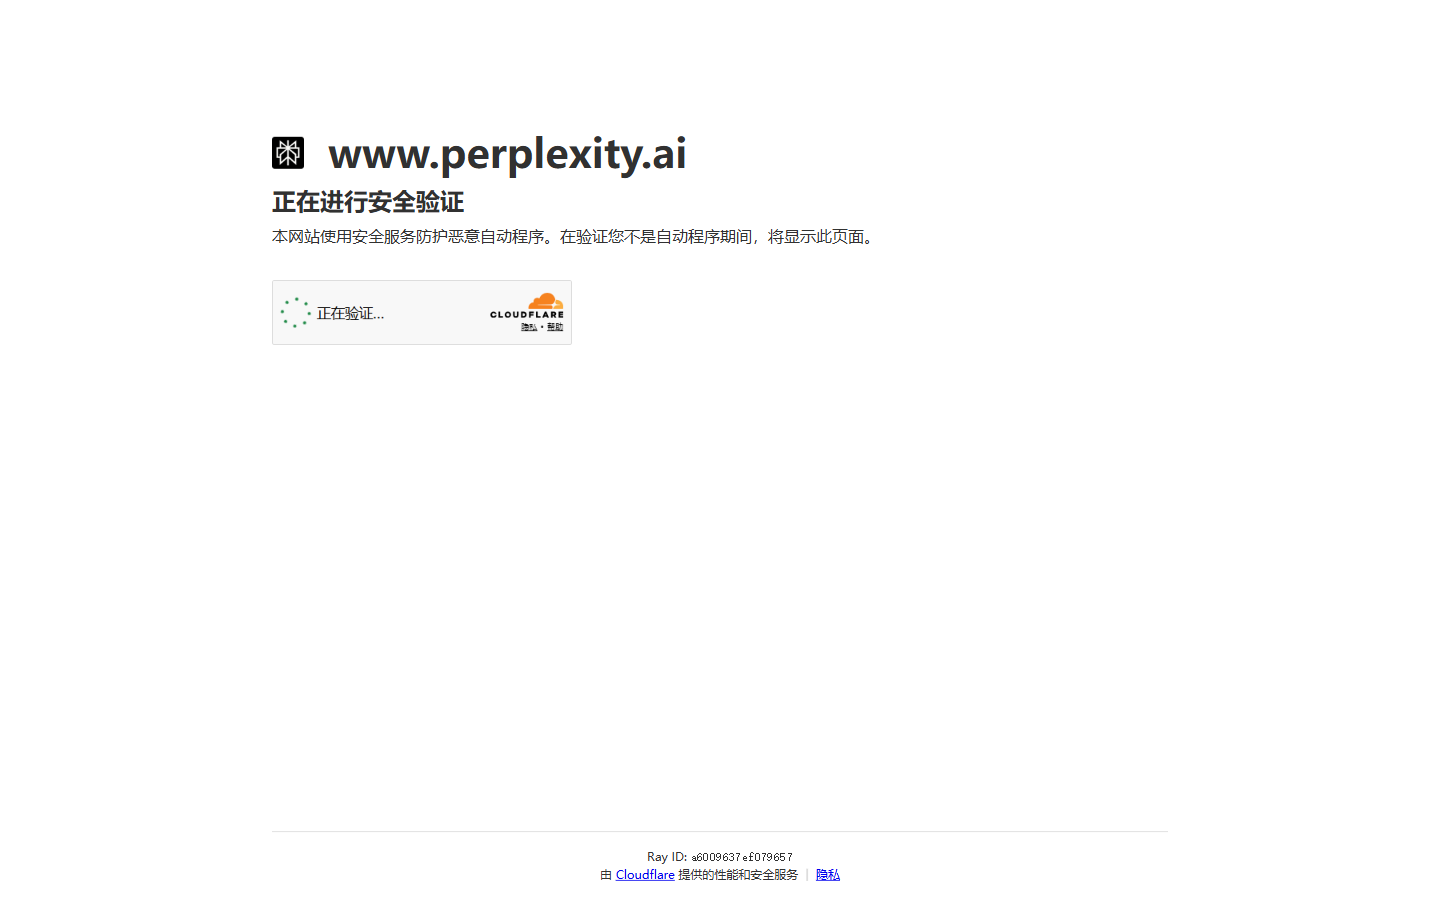 www.perplexity.ai
正在进行安全验证
本网站使用安全服务防护恶意自动程序。在验证您不是自动程序期间，将显示此页面。
正在验证...
CLOUDFLARE
隐私 • 帮助
Ray ID: a6009637ef079657
由 Cloudflare 提供的性能和安全服务 | 隐私